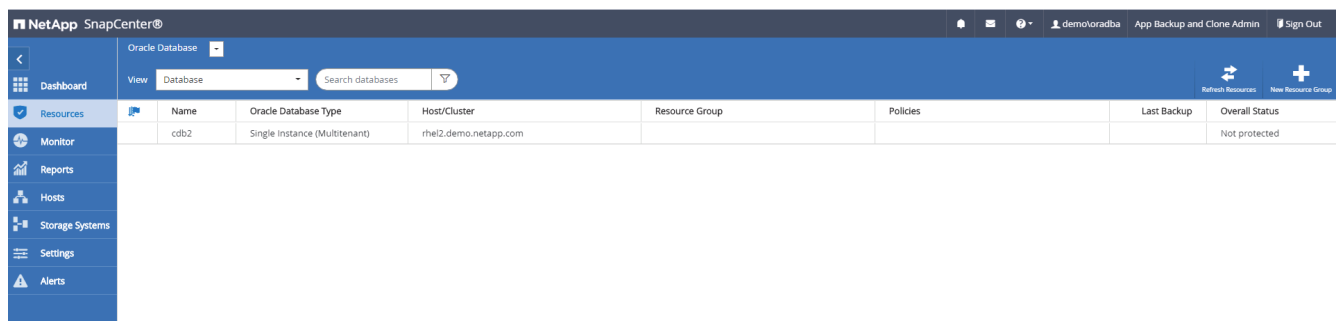 NetApp SnapCenter®
demo\oradba App Backup and Clone Admin Sign Out
Oracle Database
View Database Search databases
Refresh Resources New Resource Group
Dashboard
Resources
Monitor
Reports
Hosts
Storage Systems
Settings
Alerts
Name Oracle Database Type Host/Cluster Resource Group Policies Last Backup Overall Status
cdb2 Single Instance (Multitenant) rhel2.demo.netapp.com Not protected